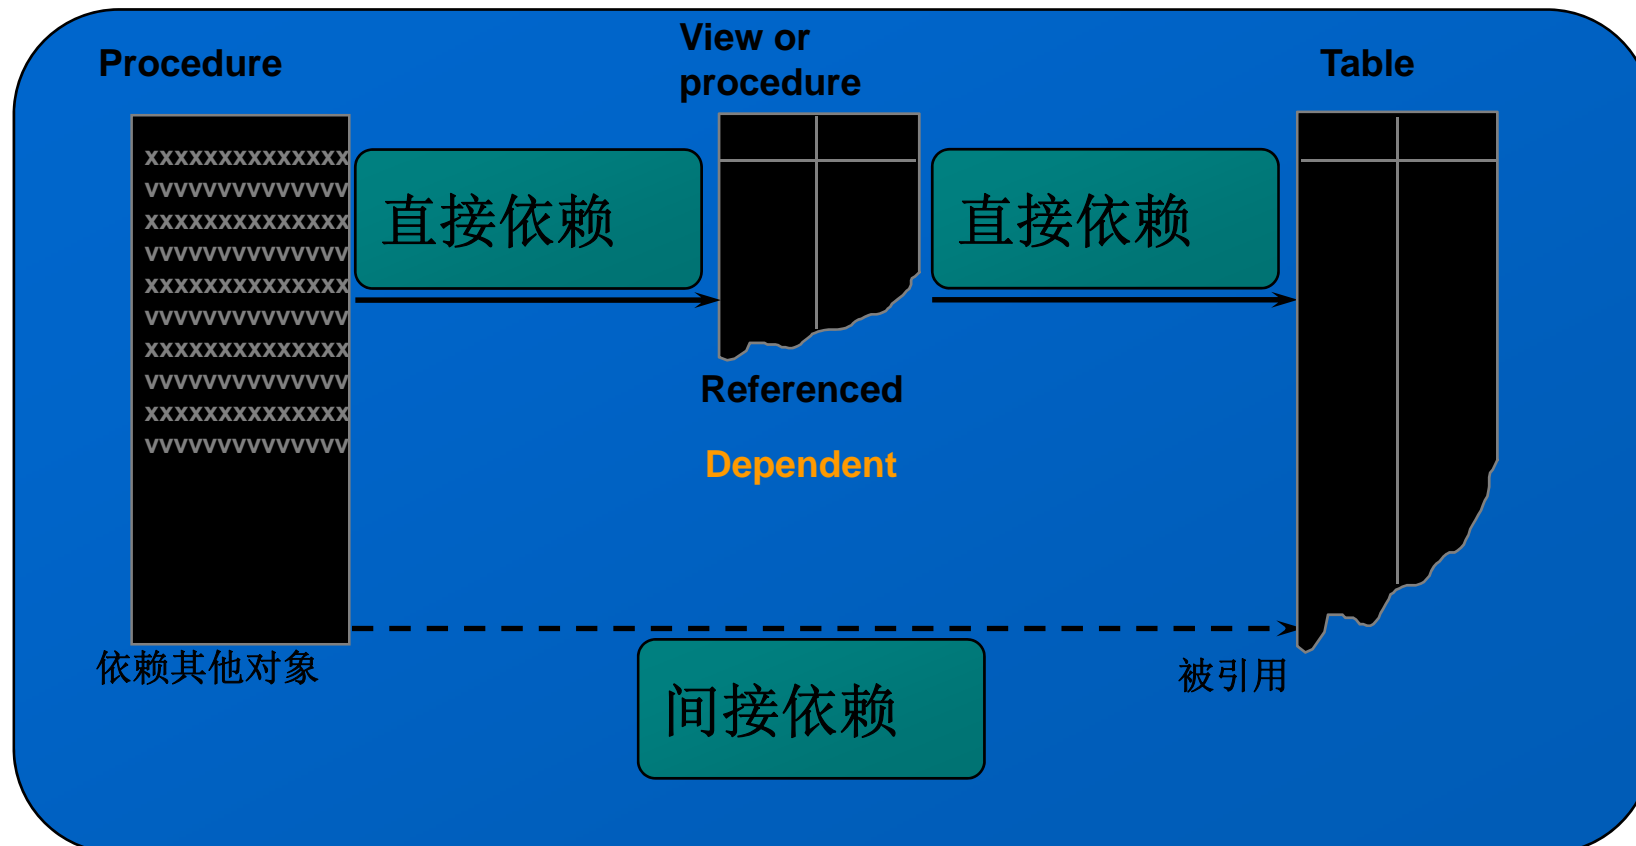 Procedure
View or
procedure
Table
xxxxxxxxxxxxxx
vvvvvvvvvvvvvv
xxxxxxxxxxxxxx
vvvvvvvvvvvvvv
xxxxxxxxxxxxxx
vvvvvvvvvvvvvv
xxxxxxxxxxxxxx
vvvvvvvvvvvvvv
xxxxxxxxxxxxxx
vvvvvvvvvvvvvv
直接依赖
直接依赖
Referenced
Dependent
依赖其他对象
间接依赖
被引用